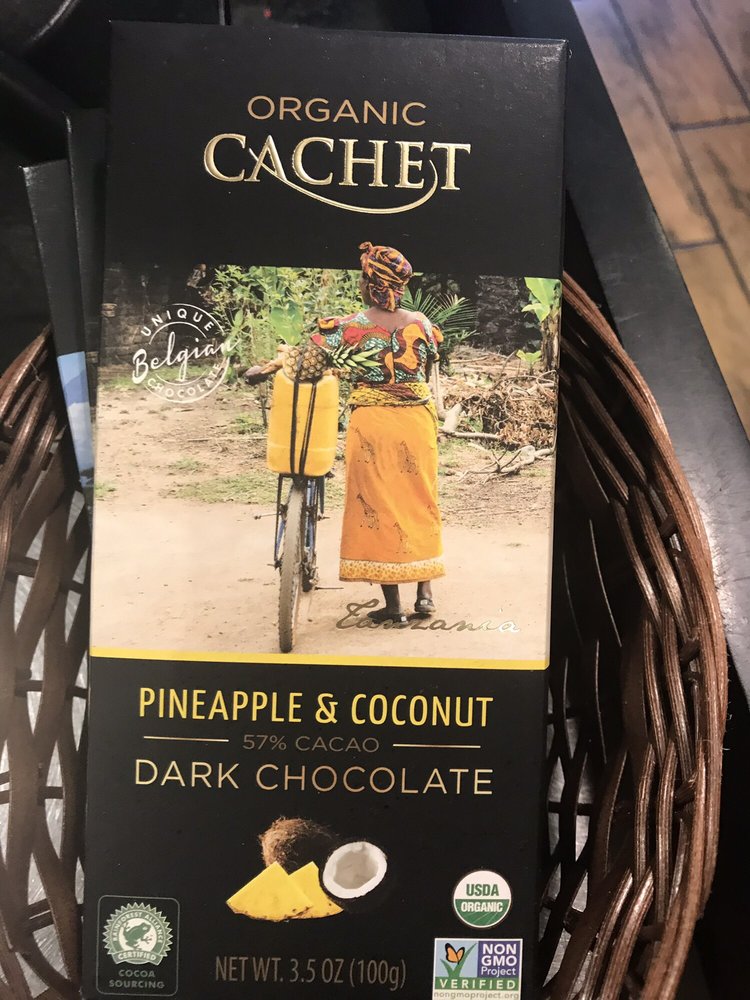 ORGANIC
CACHET
UNIQUE
Belgian
CHOCOLATE
Tanzania
PINEAPPLE & COCONUT
57% CACAO
DARK CHOCOLATE
RAINFOREST ALLIANCE
CERTIFIED
COCOA
SOURCING
NET WT. 3.5 OZ (100g)
USDA
ORGANIC
NON
GMO
Project
VERIFIED
nongmoproject.org